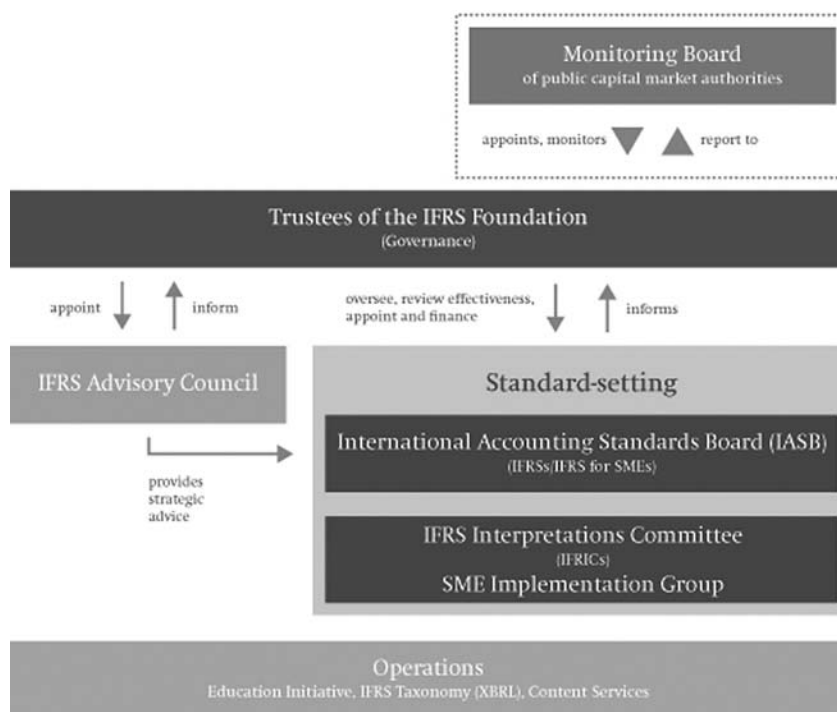 Monitoring Board
of public capital market authorities
appoints, monitors
report to
Trustees of the IFRS Foundation
(Governance)
appoint
inform
oversee, review effectiveness,
appoint and finance
informs
IFRS Advisory Council
Standard-setting
International Accounting Standards Board (IASB)
(IFRSs/IFRS for SMEs)
provides
strategic
advice
IFRS Interpretations Committee
(IFRICs)
SME Implementation Group
Operations
Education Initiative, IFRS Taxonomy (XBRL), Content Services